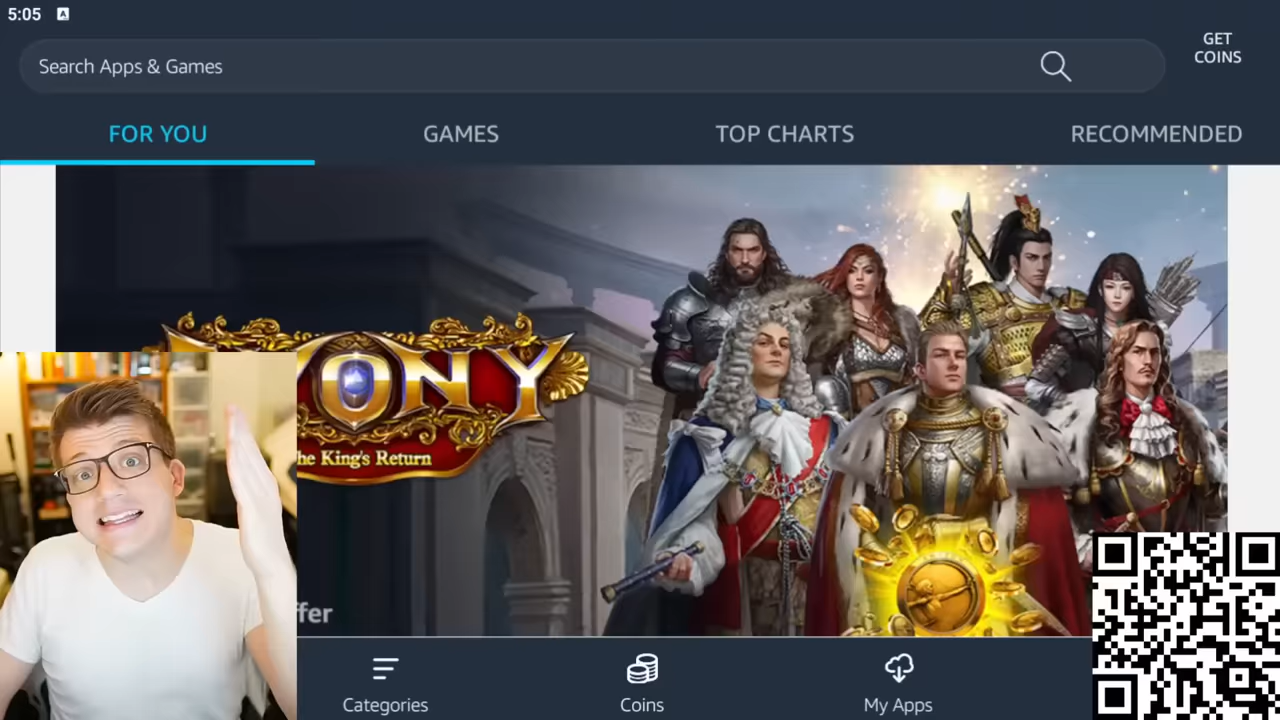 5:05
Search Apps & Games
GET
COINS
FOR YOU
GAMES
TOP CHARTS
RECOMMENDED
VONY
he King's Return
ffer
Categories
Coins
My Apps